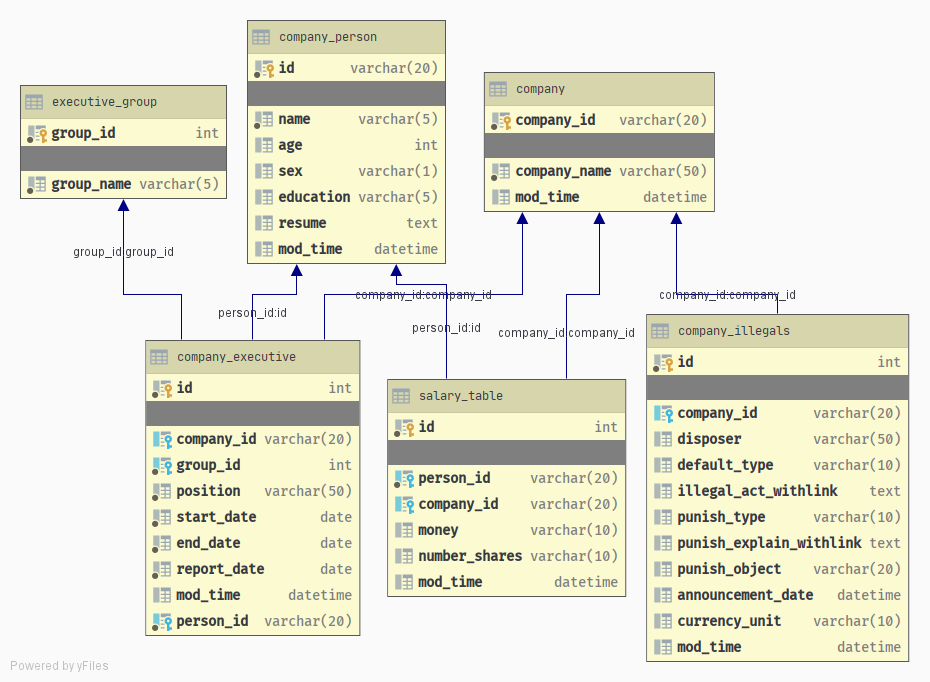 company_person
id varchar(20)
name varchar(5)
age int
sex varchar(1)
education varchar(5)
resume text
mod_time datetime
executive_group
group_id int
group_name varchar(5)
company
company_id varchar(20)
company_name varchar(50)
mod_time datetime
group_id:group_id
person_id:id
company_id:company_id
person_id:id
company_id:company_id
company_id:company_id
company_executive
id int
company_id varchar(20)
group_id int
position varchar(50)
start_date date
end_date date
report_date date
mod_time datetime
person_id varchar(20)
salary_table
id int
person_id varchar(20)
company_id varchar(20)
money varchar(10)
number_shares varchar(10)
mod_time datetime
company_illegals
id int
company_id varchar(20)
disposer varchar(50)
default_type varchar(10)
illegal_act_withlink text
punish_type varchar(10)
punish_explain_withlink text
punish_object varchar(20)
announcement_date datetime
currency_unit varchar(10)
mod_time datetime
Powered by yFiles